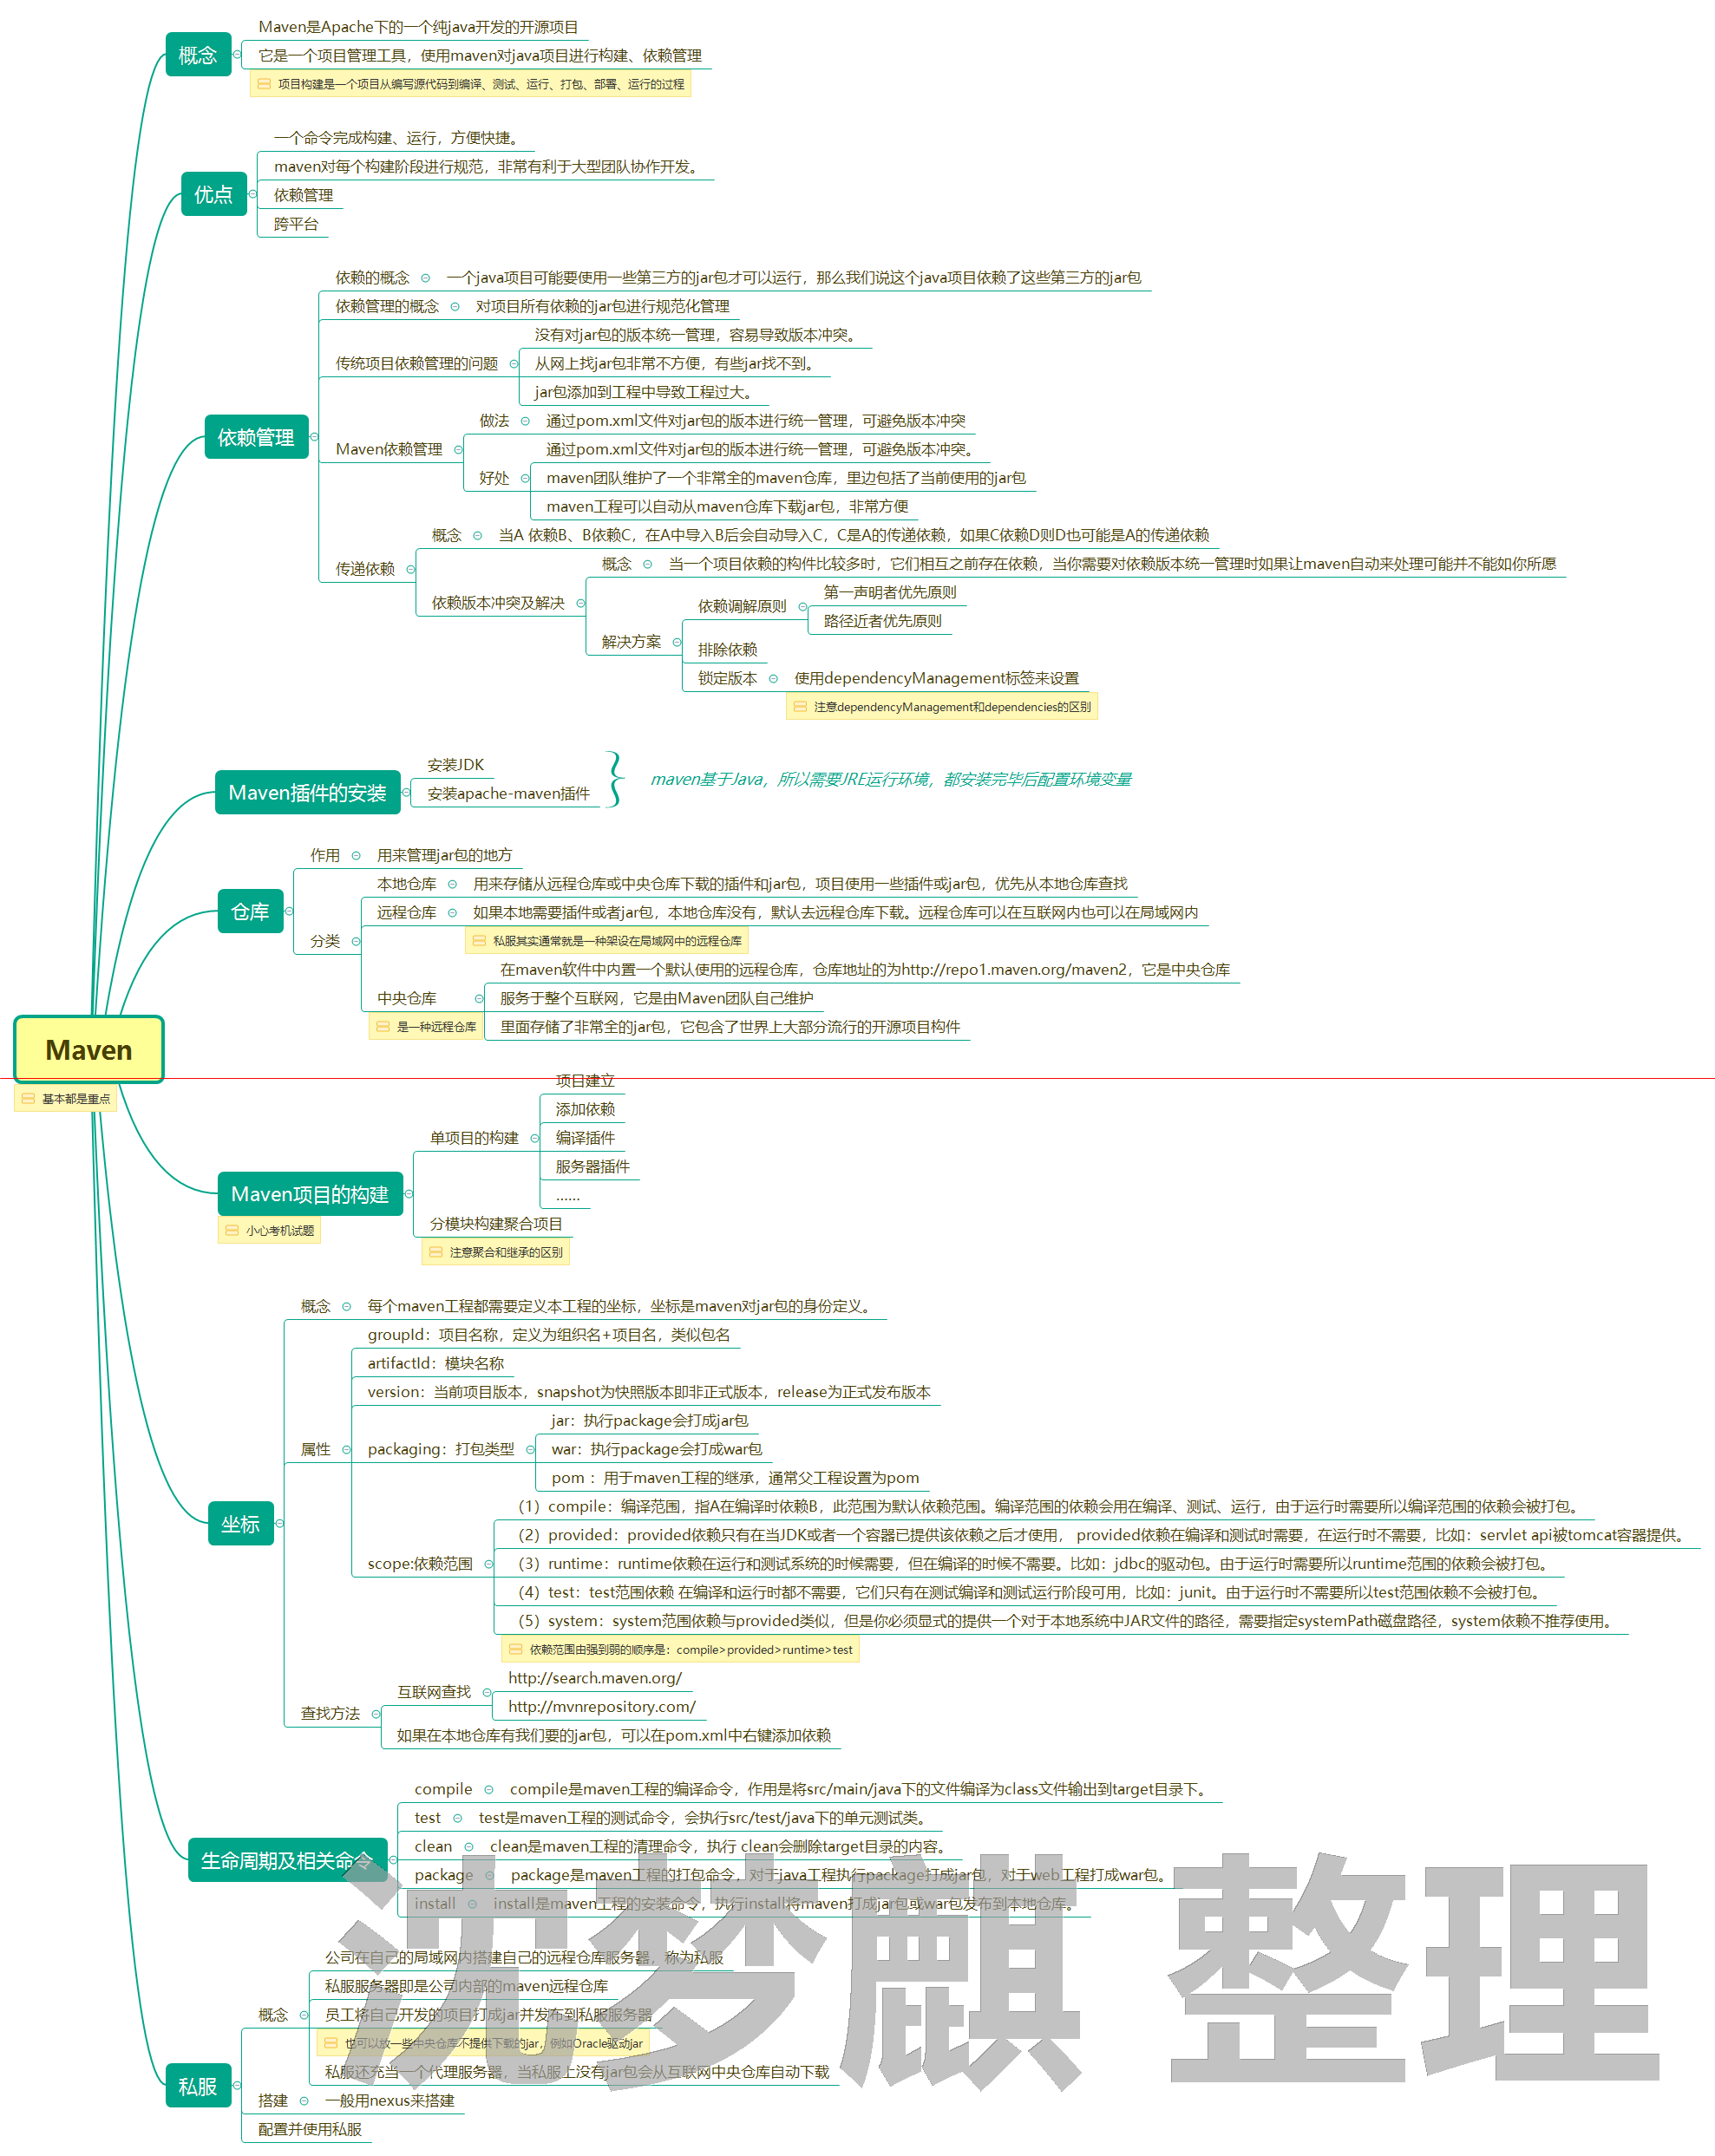 概念
Maven是Apache下的一个纯java开发的开源项目
它是一个项目管理工具，使用maven对java项目进行构建、依赖管理
项目构建是一个项目从编写源代码到编译、测试、运行、打包、部署、运行的过程
优点
一个命令完成构建、运行，方便快捷。
maven对每个构建阶段进行规范，非常有利于大型团队协作开发。
依赖管理
跨平台
依赖管理
依赖的概念
一个java项目可能要使用一些第三方的jar包才可以运行，那么我们说这个java项目依赖了这些第三方的jar包
依赖管理的概念
对项目所有依赖的jar包进行规范化管理
传统项目依赖管理的问题
没有对jar包的版本统一管理，容易导致版本冲突。
从网上找jar包非常不方便，有些jar找不到。
jar包添加到工程中导致工程过大。
Maven依赖管理
做法
通过pom.xml文件对jar包的版本进行统一管理，可避免版本冲突
好处
通过pom.xml文件对jar包的版本进行统一管理，可避免版本冲突。
maven团队维护了一个非常全的maven仓库，里边包括了当前使用的jar包
maven工程可以自动从maven仓库下载jar包，非常方便
传递依赖
概念
当A 依赖B、B依赖C，在A中导入B后会自动导入C，C是A的传递依赖，如果C依赖D则D也可能是A的传递依赖
依赖版本冲突及解决
概念
当一个项目依赖的构件比较多时，它们相互之前存在依赖，当你需要对依赖版本统一管理时如果让maven自动来处理可能并不能如你所愿
解决方案
依赖调解原则
第一声明者优先原则
路径近者优先原则
排除依赖
锁定版本
使用dependencyManagement标签来设置
注意dependencyManagement和dependencies的区别
Maven插件的安装
安装JDK
安装apache-maven插件
maven基于Java，所以需要JRE运行环境，都安装完毕后配置环境变量
仓库
作用
用来管理jar包的地方
分类
本地仓库
用来存储从远程仓库或中央仓库下载的插件和jar包，项目使用一些插件或jar包，优先从本地仓库查找
远程仓库
如果本地需要插件或者jar包，本地仓库没有，默认去远程仓库下载。远程仓库可以在互联网内也可以在局域网内
私服其实通常就是一种架设在局域网中的远程仓库
中央仓库
是一种远程仓库
在maven软件中内置一个默认使用的远程仓库，仓库地址的为http://repo1.maven.org/maven2，它是中央仓库
服务于整个互联网，它是由Maven团队自己维护
里面存储了非常全的jar包，它包含了世界上大部分流行的开源项目构件
Maven
基本都是重点
Maven项目的构建
小心考机试题
单项目的构建
项目建立
添加依赖
编译插件
服务器插件
......
分模块构建聚合项目
注意聚合和继承的区别
坐标
概念
每个maven工程都需要定义本工程的坐标，坐标是maven对jar包的身份定义。
属性
groupId：项目名称，定义为组织名+项目名，类似包名
artifactId：模块名称
version：当前项目版本，snapshot为快照版本即非正式版本，release为正式发布版本
packaging：打包类型
jar：执行package会打成jar包
war：执行package会打成war包
pom ：用于maven工程的继承，通常父工程设置为pom
scope:依赖范围
（1）compile：编译范围，指A在编译时依赖B，此范围为默认依赖范围。编译范围的依赖会用在编译、测试、运行，由于运行时需要所以编译范围的依赖会被打包。
（2）provided：provided依赖只有在当JDK或者一个容器已提供该依赖之后才使用， provided依赖在编译和测试时需要，在运行时不需要，比如：servlet api被tomcat容器提供。
（3）runtime：runtime依赖在运行和测试系统的时候需要，但在编译的时候不需要。比如：jdbc的驱动包。由于运行时需要所以runtime范围的依赖会被打包。
（4）test：test范围依赖 在编译和运行时都不需要，它们只有在测试编译和测试运行阶段可用，比如：junit。由于运行时不需要所以test范围依赖不会被打包。
（5）system：system范围依赖与provided类似，但是你必须显式的提供一个对于本地系统中JAR文件的路径，需要指定systemPath磁盘路径，system依赖不推荐使用。
依赖范围由强到弱的顺序是：compile>provided>runtime>test
查找方法
互联网查找
http://search.maven.org/
http://mvnrepository.com/
如果在本地仓库有我们要的jar包，可以在pom.xml中右键添加依赖
生命周期及相关命令
compile
compile是maven工程的编译命令，作用是将src/main/java下的文件编译为class文件输出到target目录下。
test
test是maven工程的测试命令，会执行src/test/java下的单元测试类。
clean
clean是maven工程的清理命令，执行 clean会删除target目录的内容。
package
package是maven工程的打包命令，对于java工程执行package打成jar包，对于web工程打成war包。
install
install是maven工程的安装命令，执行install将maven打成jar包或war包发布到本地仓库。
私服
概念
公司在自己的局域网内搭建自己的远程仓库服务器，称为私服
私服服务器即是公司内部的maven远程仓库
员工将自己开发的项目打成jar并发布到私服服务器
也可以放一些中央仓库不提供下载的jar，例如Oracle驱动jar
私服还充当一个代理服务器，当私服上没有jar包会从互联网中央仓库自动下载
搭建
一般用nexus来搭建
配置并使用私服
沈梦麒 整理